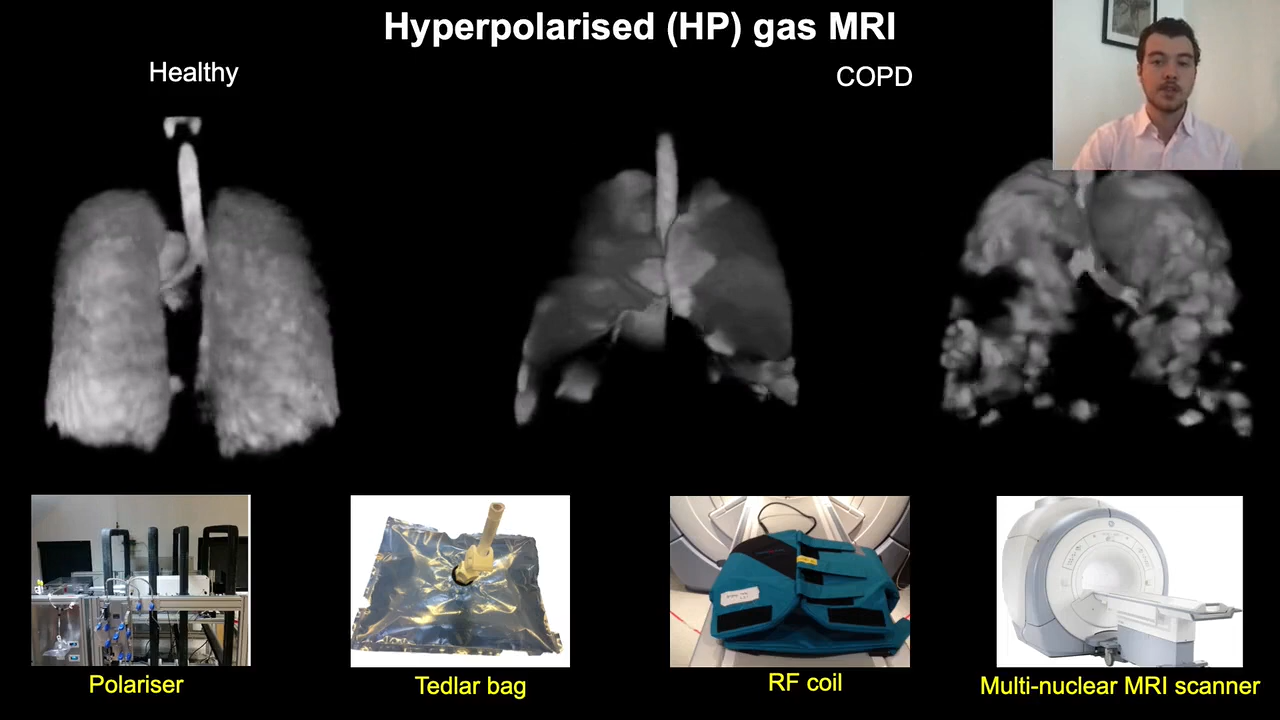 Hyperpolarised (HP) gas MRI
Healthy
COPD
Polariser
Tedlar bag
RF coil
Multi-nuclear MRI scanner